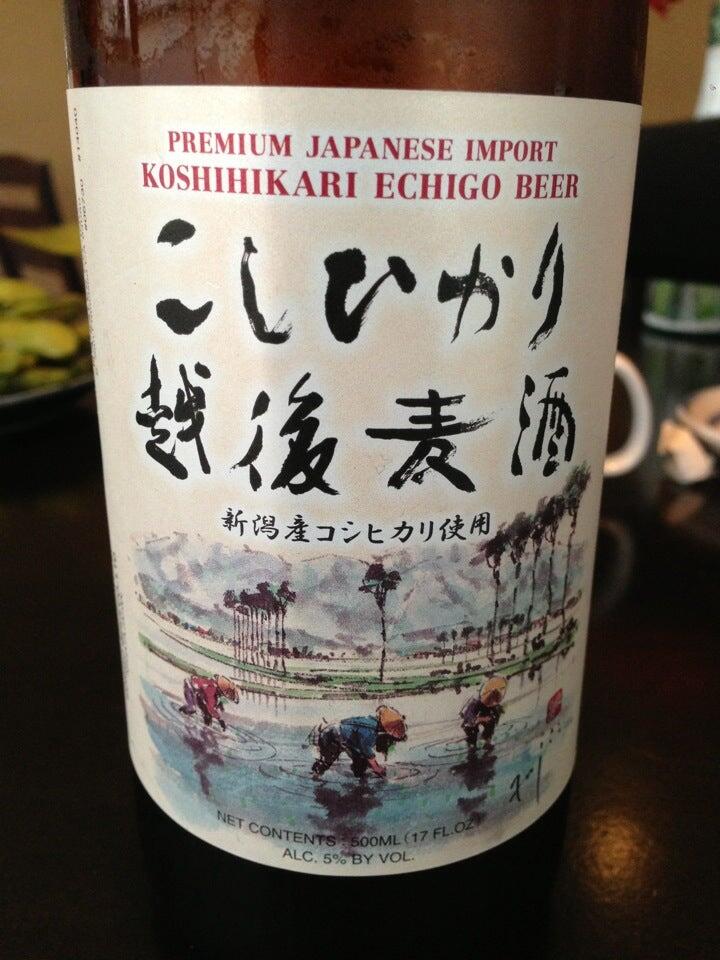 PREMIUM JAPANESE IMPORT
KOSHIHIKARI ECHIGO BEER
こしひかり
越後麦酒
新潟産コシヒカリ使用
NET CONTENTS : 500ML (17 FL.OZ)
ALC. 5% BY VOL.